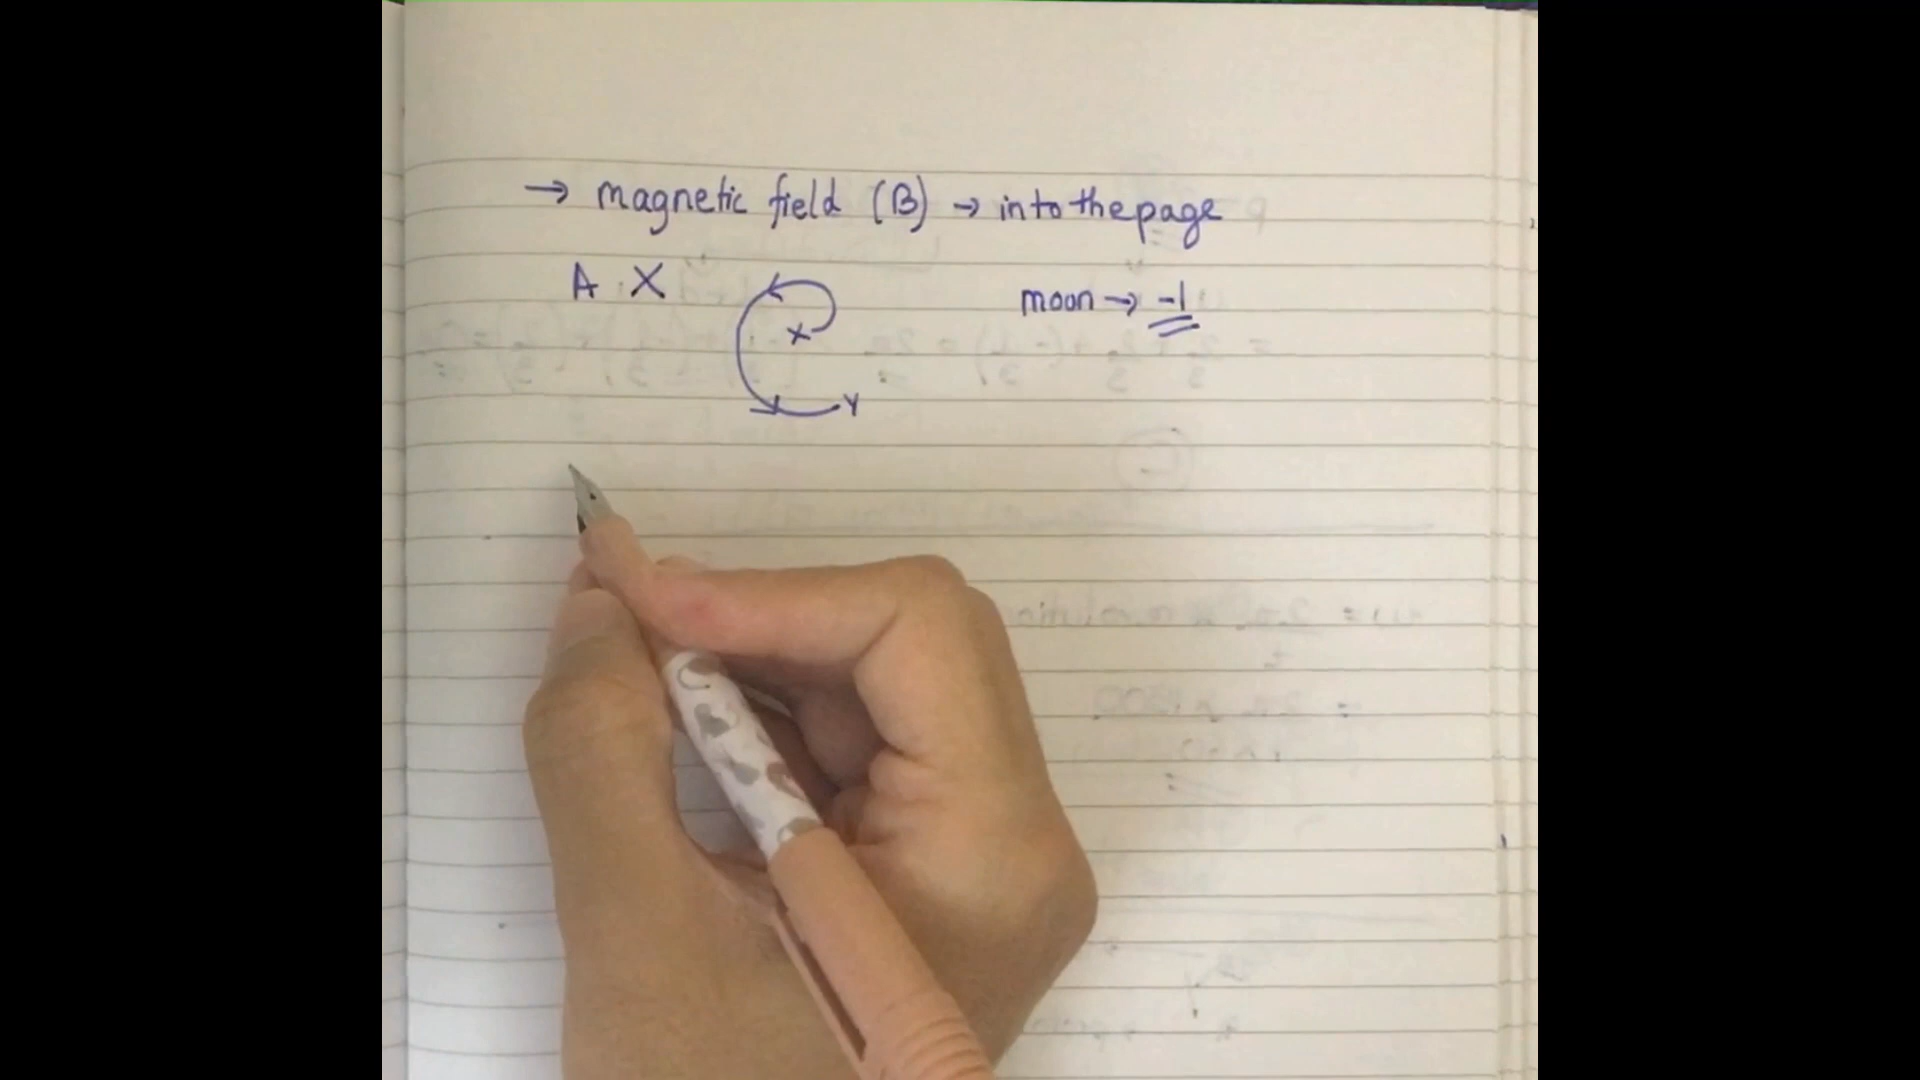 → magnetic field (B) → into the page
A X
moon → -1
X
Y